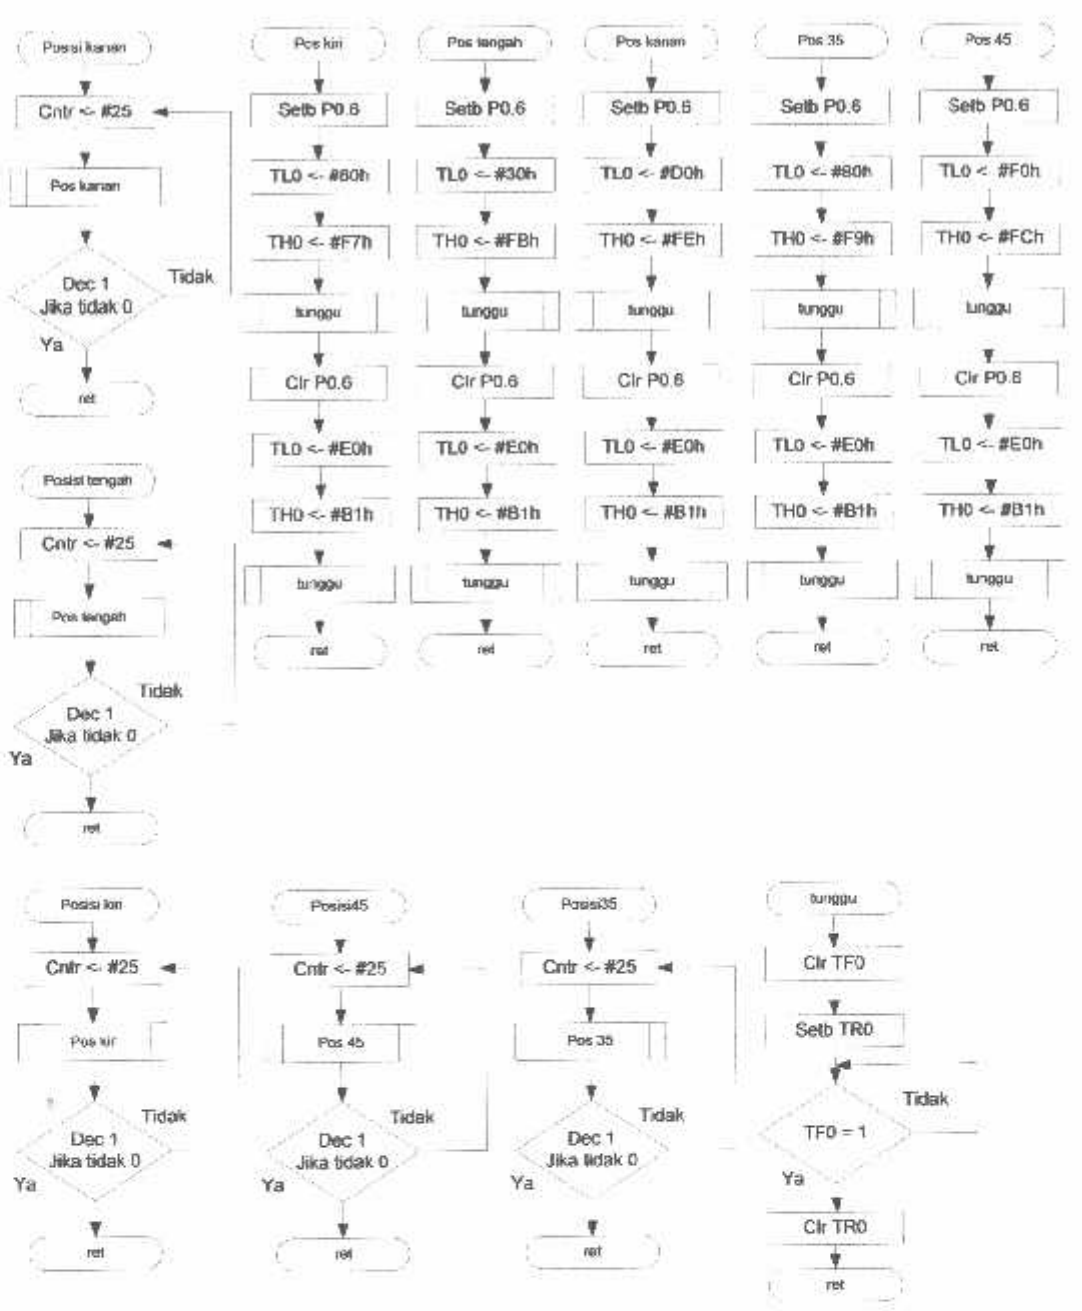 Posisi kanan
Cntr <- #25
Pos kanan
Dec 1
Jika tidak 0
Tidak
Ya
ret
Pos kiri
Setb P0.6
TL0 <- #60h
TH0 <- #F7h
tunggu
Clr P0.6
TL0 <- #E0h
TH0 <- #B1h
tunggu
ret
Pos tengah
Setb P0.6
TL0 <- #30h
TH0 <- #FBh
tunggu
Clr P0.6
TL0 <- #E0h
TH0 <- #B1h
tunggu
ret
Pos kanan
Setb P0.6
TL0 <- #D0h
TH0 <- #FEh
tunggu
Clr P0.6
TL0 <- #E0h
TH0 <- #B1h
tunggu
ret
Pos 35
Setb P0.6
TL0 <- #80h
TH0 <- #F9h
tunggu
Clr P0.6
TL0 <- #E0h
TH0 <- #B1h
tunggu
ret
Pos 45
Setb P0.6
TL0 <- #F0h
TH0 <- #FCh
tunggu
Clr P0.6
TL0 <- #E0h
TH0 <- #B1h
tunggu
ret
Posisi tengah
Cntr <- #25
Pos tengah
Tidak
Dec 1
Jika tidak 0
Ya
ret
Posisi kiri
Cntr <- #25
Pos kir
Tidak
Dec 1
Jika tidak 0
Ya
ret
Posisi45
Cntr <- #25
Pos 45
Tidak
Dec 1
Jika tidak 0
Ya
ret
Posisi35
Cntr <- #25
Pos 35
Tidak
Dec 1
Jika tidak 0
Ya
ret
tunggu
Clr TF0
Setb TR0
Tidak
TF0 = 1
Ya
Clr TR0
ret